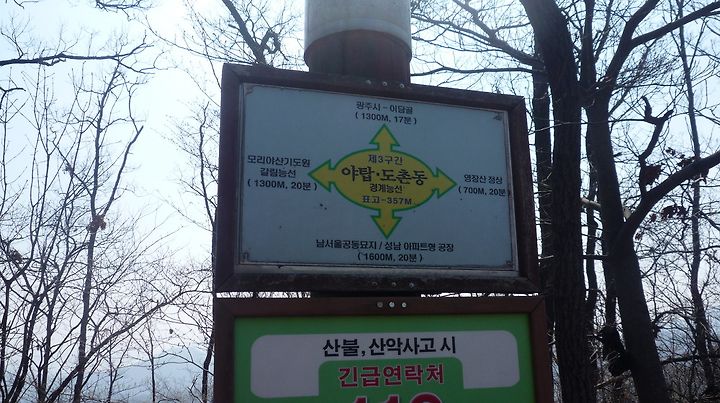 광주시 - 이담골
( 1300M, 17분 )
모리아산기도원
갈림능선
( 1300M, 20분 )
제3구간
야탑·도촌동
경계능선
표고-357M
영장산 정상
( 700M, 20분 )
남서울공동묘지 / 성남 아파트형 공장
( 1600M, 20분 )
산불, 산악사고 시
긴급연락처